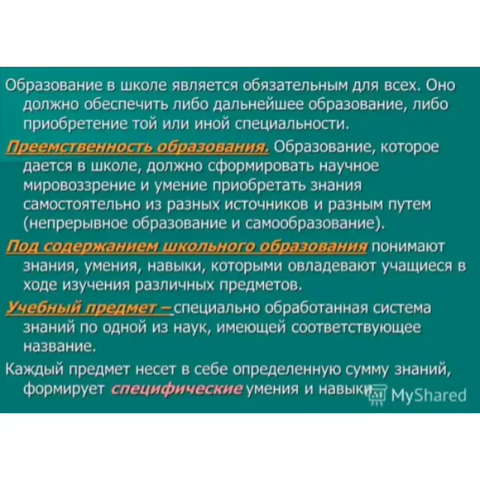 Образование в школе является обязательным для всех. Оно
должно обеспечить либо дальнейшее образование, либо
приобретение той или иной специальности.
Преемственность образования. Образование, которое
дается в школе, должно сформировать научное
мировоззрение и умение приобретать знания
самостоятельно из разных источников и разным путем
(непрерывное образование и самообразование).
Под содержанием школьного образования понимают
знания, умения, навыки, которыми овладевают учащиеся в
ходе изучения различных предметов.
Учебный предмет – специально обработанная система
знаний по одной из наук, имеющей соответствующее
название.
Каждый предмет несет в себе определенную сумму знаний,
формирует специфические умения и навыки.
MyShared